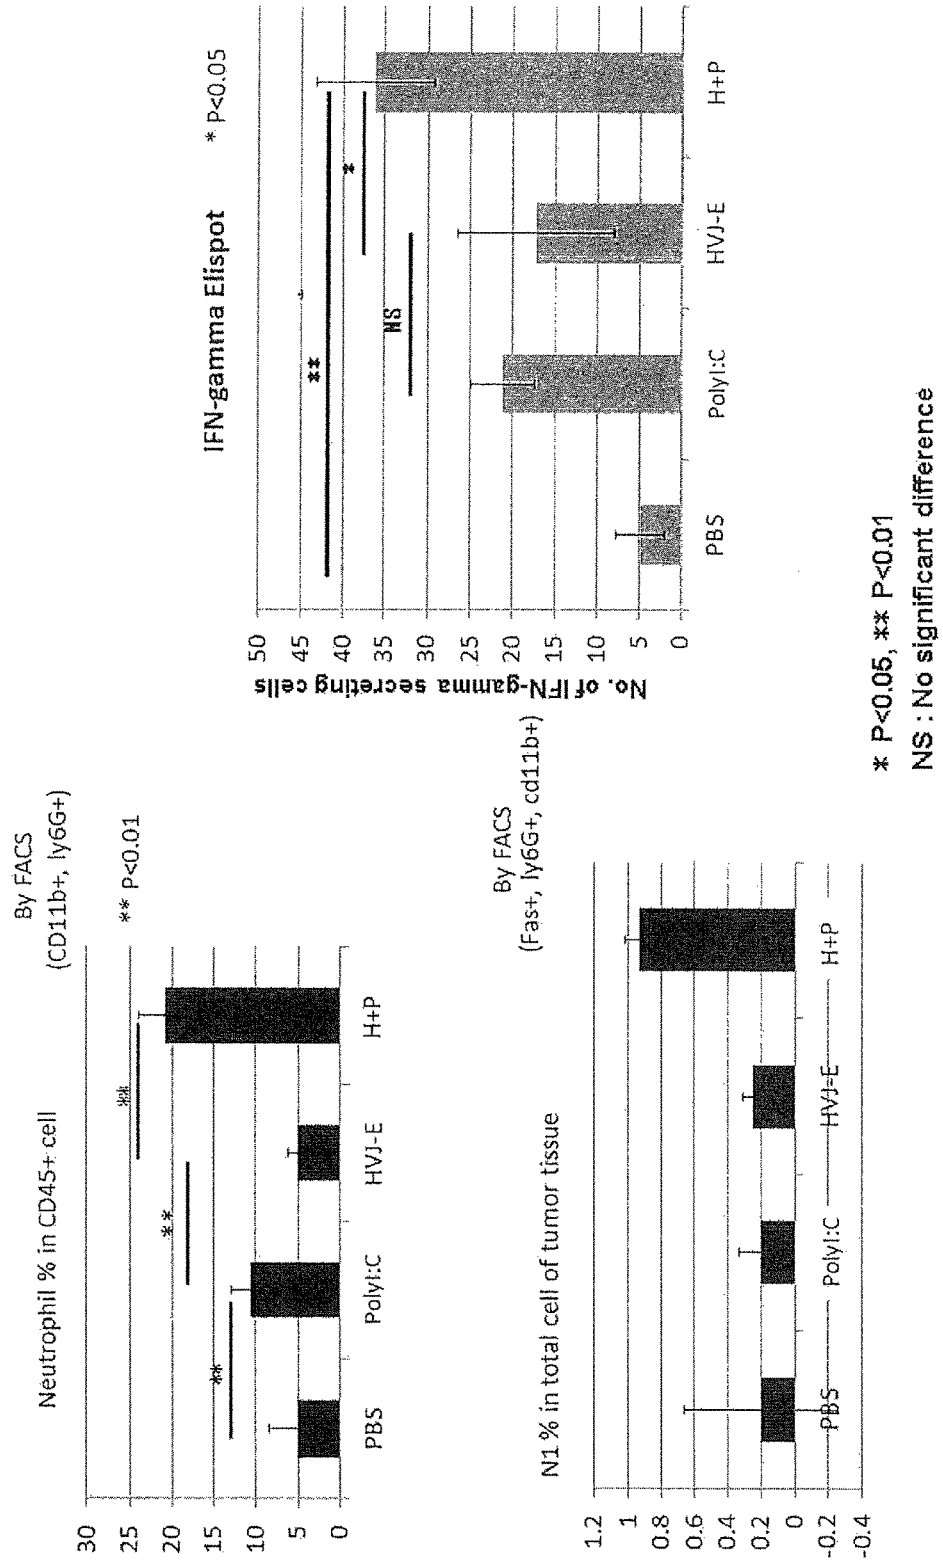 By FACS
(CD11b+, ly6G+)
Neutrophil % in CD45+ cell
** P<0.01
30
25
20
15
10
5
0
**
**
**
PBS
PolyI:C
HVJ-E
H+P
By FACS
(Fas+, ly6G+, cd11b+)
N1 % in total cell of tumor tissue
1.2
1
0.8
0.6
0.4
0.2
0
-0.2
-0.4
PBS
PolyI:C
HVJ-E
H+P
IFN-gamma Elispot
* P<0.05
No. of IFN-gamma secreting cells
50
45
40
35
30
25
20
15
10
5
0
**
*
NS
PBS
PolyI:C
HVJ-E
H+P
* P<0.05, ** P<0.01
NS : No significant difference